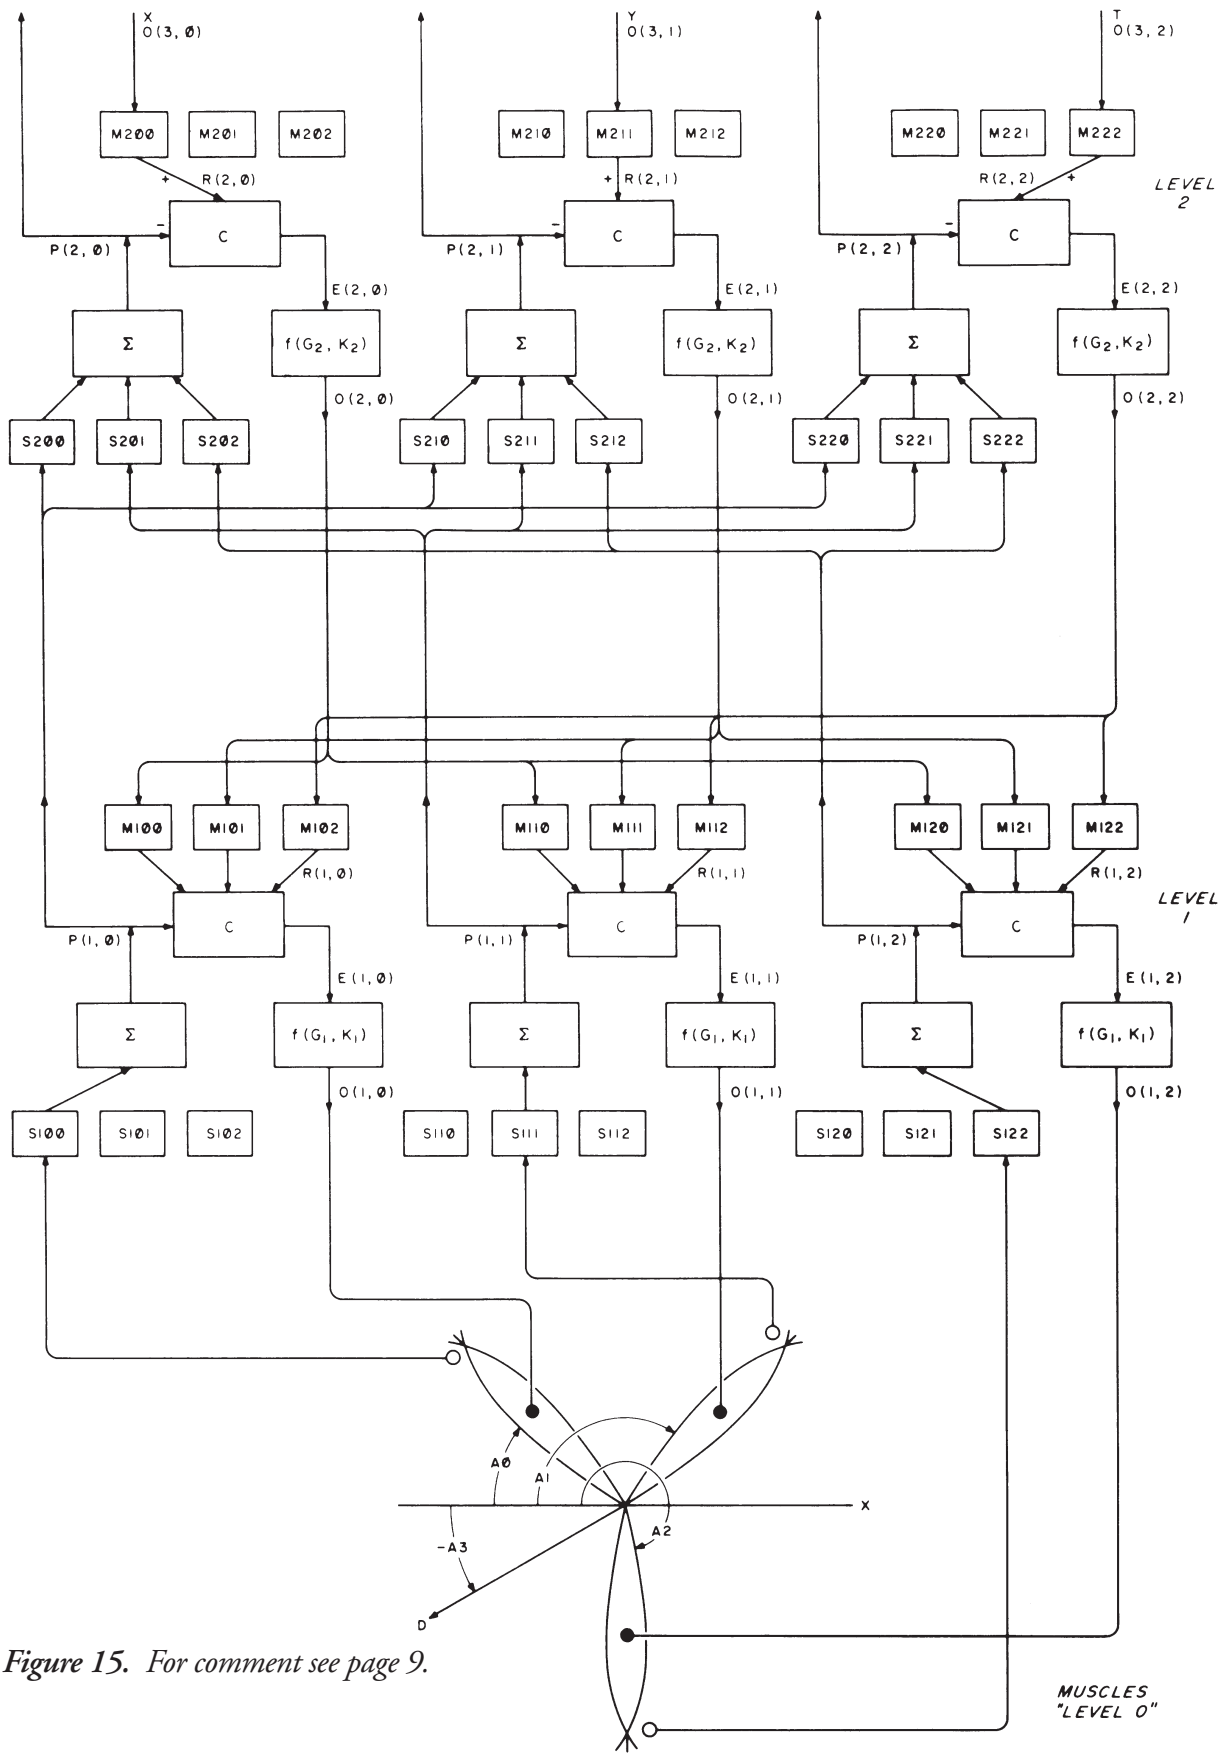 X Y T
O(3,Ø) O(3,1) O(3,2)
M2ØØ M2Ø1 M2Ø2 M21Ø M211 M212 M22Ø M221 M222
+ R(2,Ø) + R(2,1) R(2,2) +
LEVEL
2
- C - C - C
P(2,Ø) P(2,1) P(2,2)
E(2,Ø) E(2,1) E(2,2)
Σ f(G₂,K₂) Σ f(G₂,K₂) Σ f(G₂,K₂)
O(2,Ø) O(2,1) O(2,2)
S2ØØ S2Ø1 S2Ø2 S21Ø S211 S212 S22Ø S221 S222
M1ØØ M1Ø1 M1Ø2 M11Ø M111 M112 M12Ø M121 M122
R(1,Ø) R(1,1) R(1,2)
LEVEL
1
C C C
P(1,Ø) P(1,1) P(1,2)
E(1,Ø) E(1,1) E(1,2)
Σ f(G₁,K₁) Σ f(G₁,K₁) Σ f(G₁,K₁)
O(1,Ø) O(1,1) O(1,2)
S1ØØ S1Ø1 S1Ø2 S11Ø S111 S112 S12Ø S121 S122
AØ
A1
X
A2
-A3
D
Figure 15. For comment see page 9.
MUSCLES
"LEVEL O"